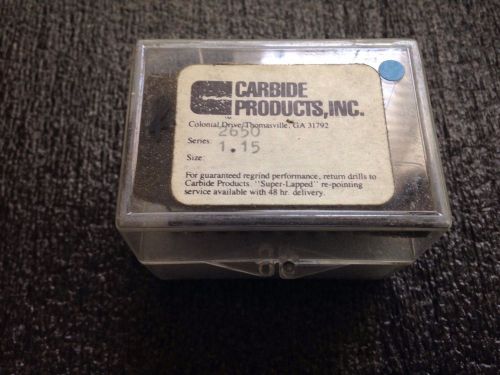 CARBIDE
PRODUCTS, INC.
Colonial Drive, Thomasville, GA 31792
Series: 2650
Size: 1.15
For guaranteed regrind performance, return drills to
Carbide Products. "Super-Lapped" re-pointing
service available with 48 hr. delivery.